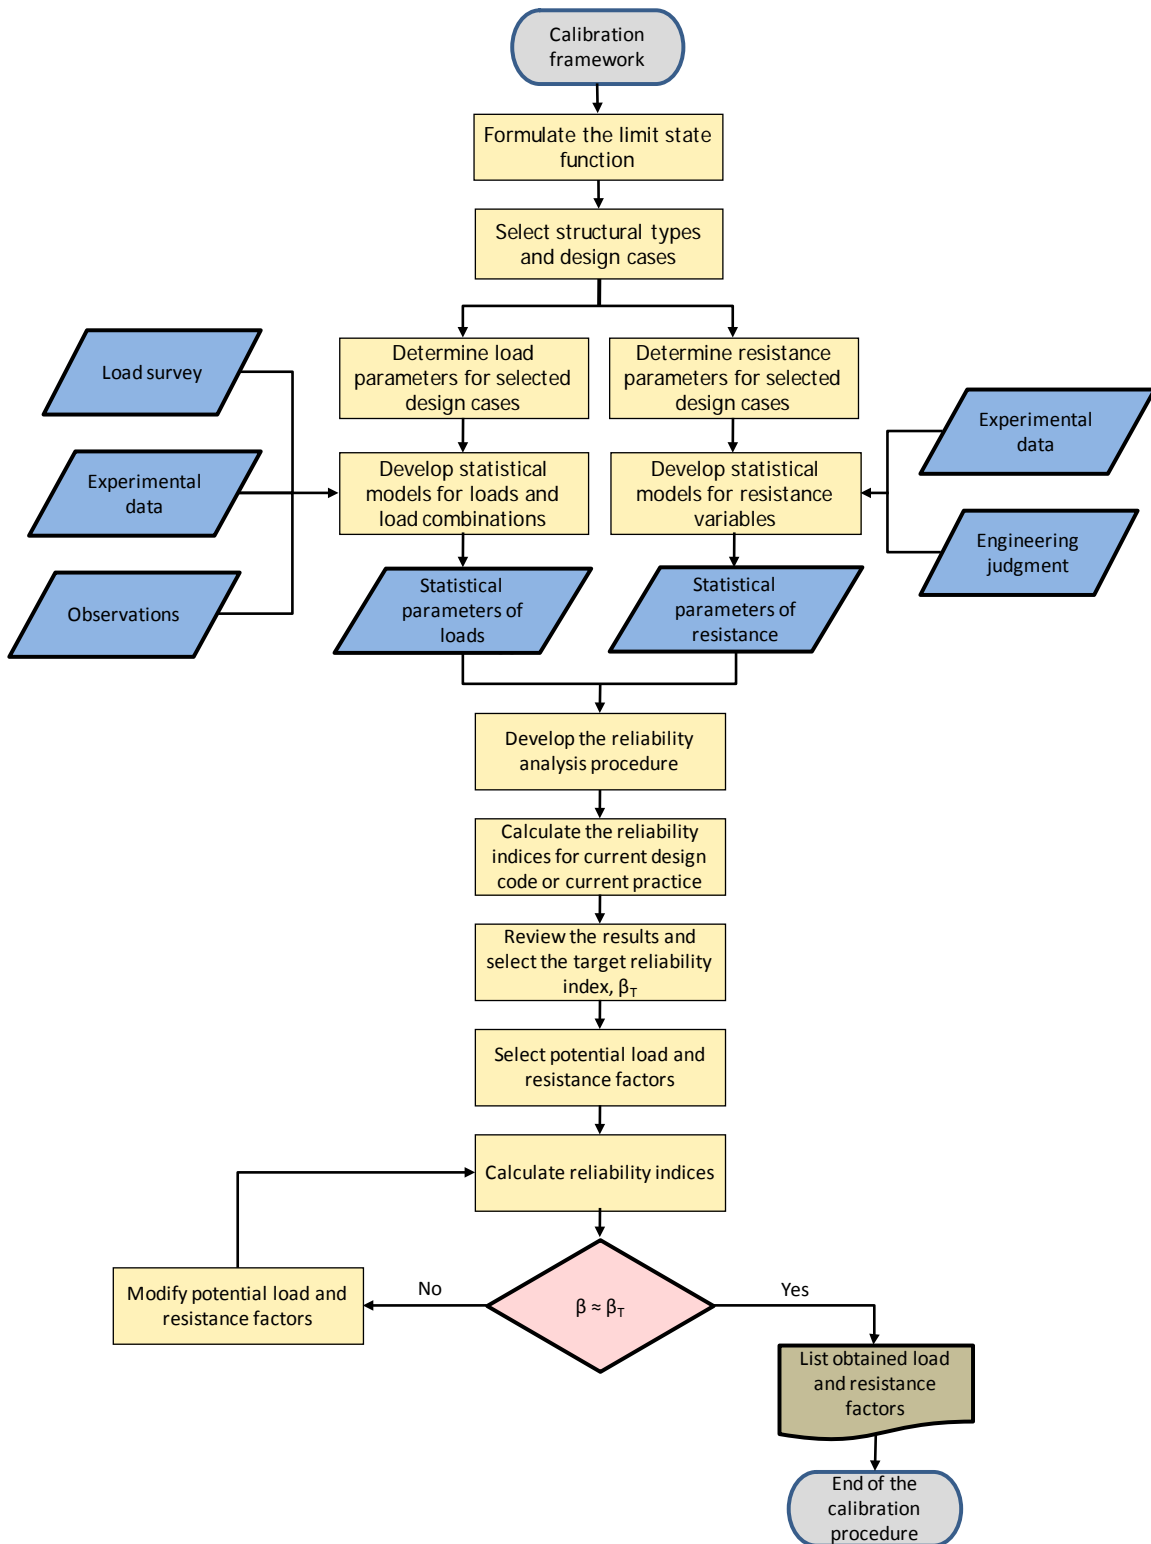 Calibration
framework
Formulate the limit state
function
Select structural types
and design cases
Determine load
parameters for selected
design cases
Determine resistance
parameters for selected
design cases
Load survey
Experimental
data
Observations
Develop statistical
models for loads and
load combinations
Develop statistical
models for resistance
variables
Experimental
data
Engineering
judgment
Statistical
parameters of
loads
Statistical
parameters of
resistance
Develop the reliability
analysis procedure
Calculate the reliability
indices for current design
code or current practice
Review the results and
select the target reliability
index, βT
Select potential load and
resistance factors
Calculate reliability indices
Modify potential load and
resistance factors
No
β ≈ βT
Yes
List obtained load
and resistance
factors
End of the
calibration
procedure